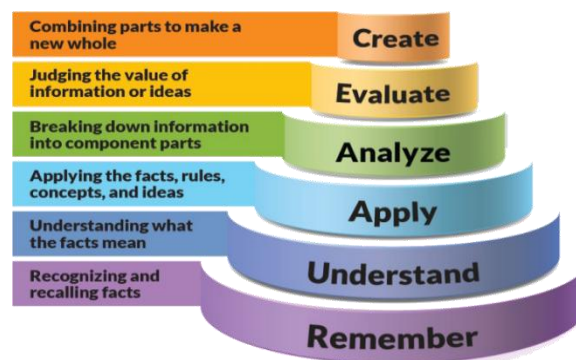 Combining parts to make a
new whole
Create
Judging the value of
information or ideas
Evaluate
Breaking down information
into component parts
Analyze
Applying the facts, rules,
concepts, and ideas
Apply
Understanding what
the facts mean
Understand
Recognizing and
recalling facts
Remember